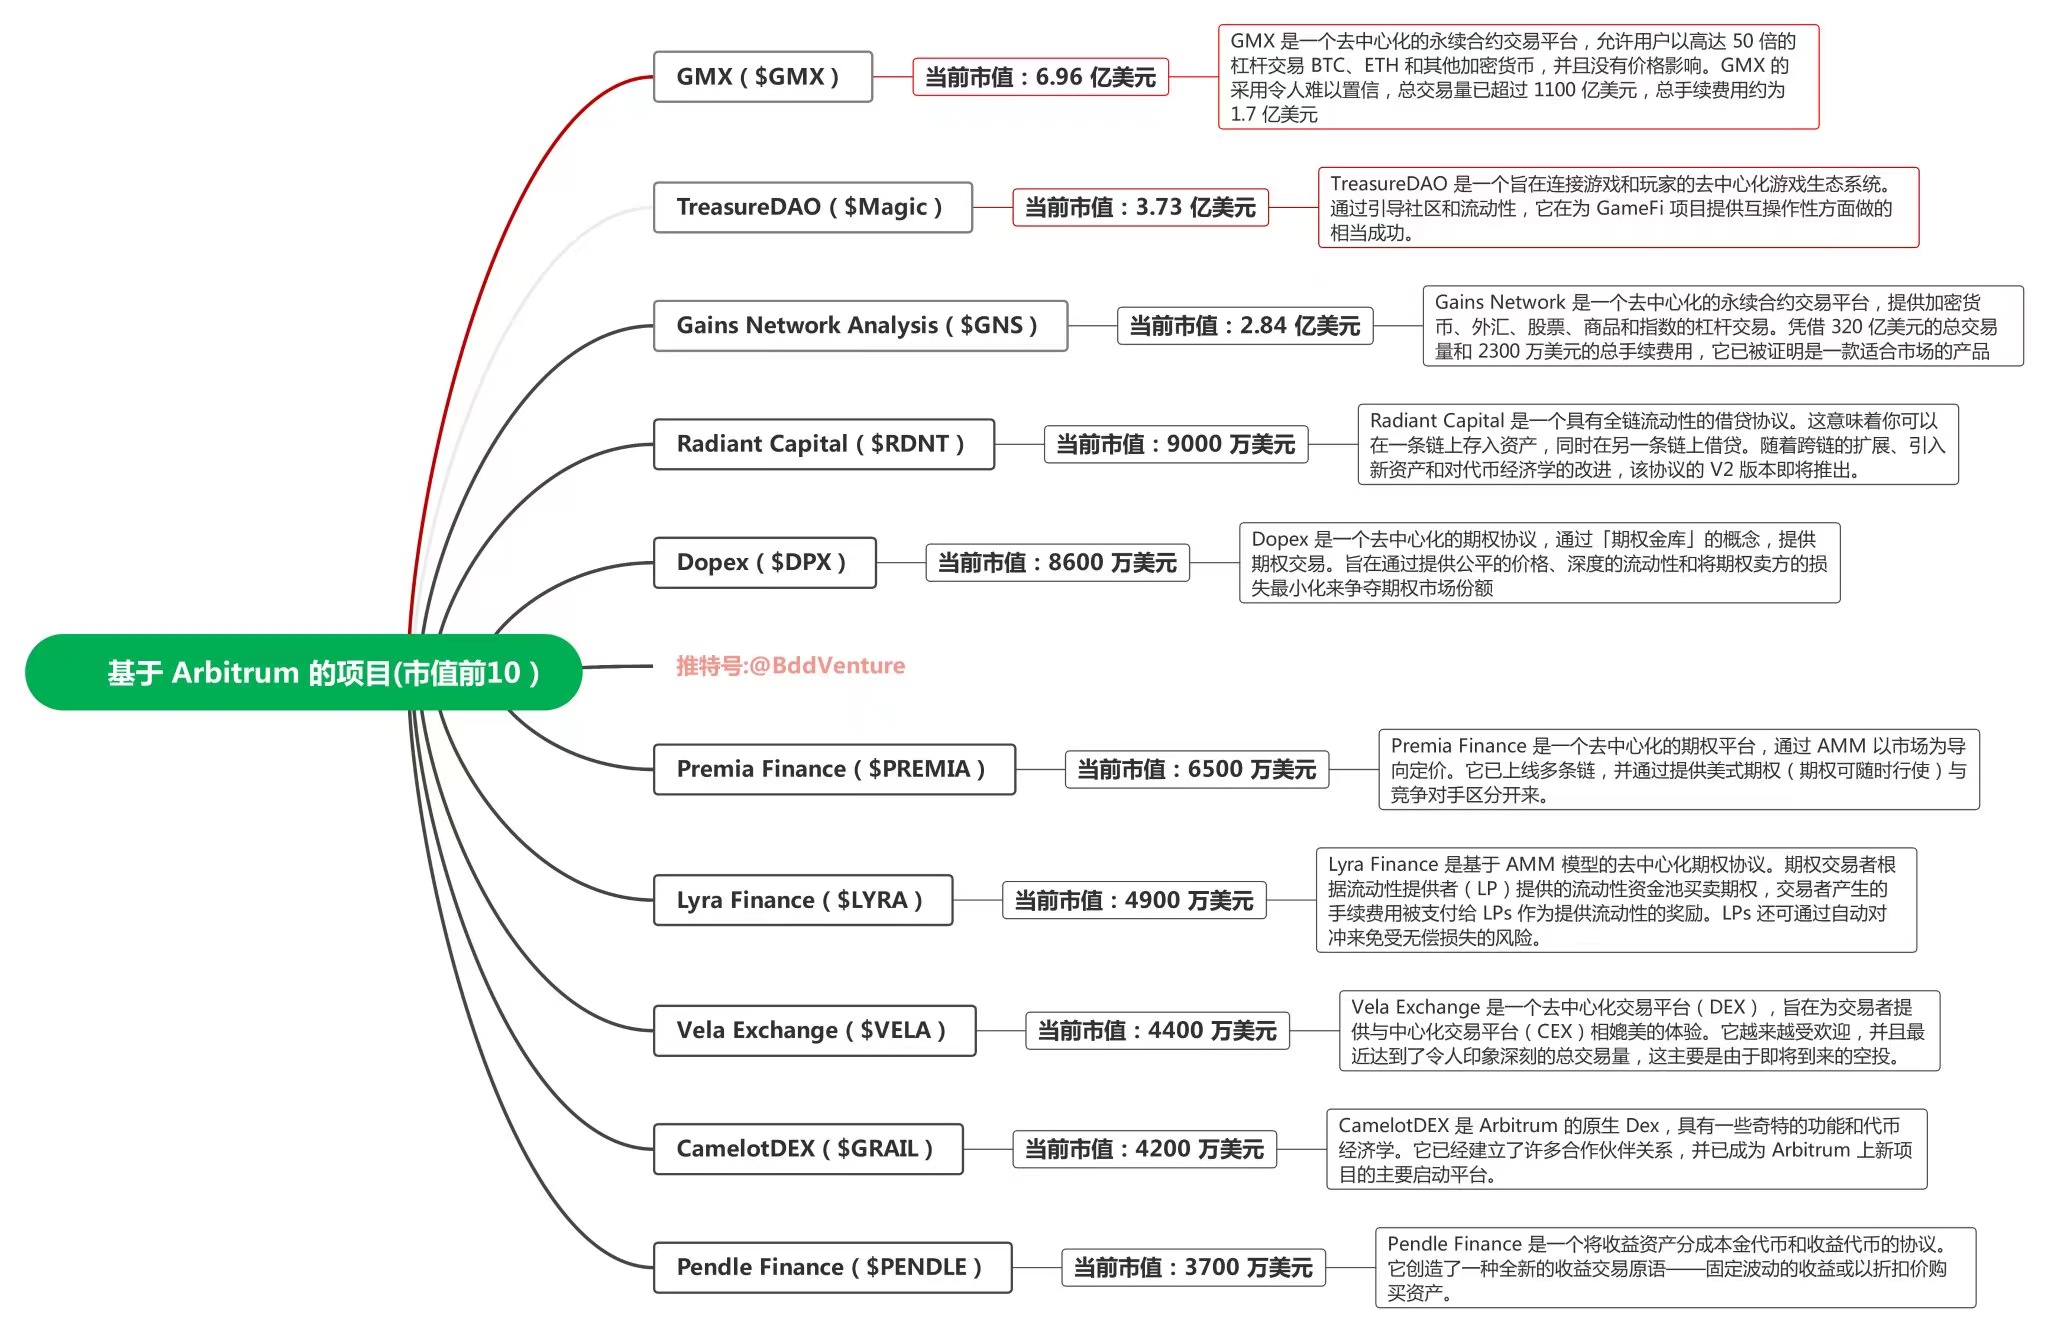 GMX（$GMX）
当前市值：6.96 亿美元
GMX 是一个去中心化的永续合约交易平台，允许用户以高达 50 倍的
杠杆交易 BTC、ETH 和其他加密货币，并且没有价格影响。GMX 的
采用令人难以置信，总交易量已超过 1100 亿美元，总手续费用约为
1.7 亿美元
TreasureDAO（$Magic）
当前市值：3.73 亿美元
TreasureDAO 是一个旨在连接游戏和玩家的去中心化游戏生态系统。
通过引导社区和流动性，它在为 GameFi 项目提供互操作性方面做的
相当成功。
Gains Network Analysis（$GNS）
当前市值：2.84 亿美元
Gains Network 是一个去中心化的永续合约交易平台，提供加密货
币、外汇、股票、商品和指数的杠杆交易。凭借 320 亿美元的总交易
量和 2300 万美元的总手续费用，它已被证明是一款适合市场的产品
Radiant Capital（$RDNT）
当前市值：9000 万美元
Radiant Capital 是一个具有全链流动性的借贷协议。这意味着你可以
在一条链上存入资产，同时在另一条链上借贷。随着跨链的扩展、引入
新资产和对代币经济学的改进，该协议的 V2 版本即将推出。
Dopex（$DPX）
当前市值：8600 万美元
Dopex 是一个去中心化的期权协议，通过「期权金库」的概念，提供
期权交易。旨在通过提供公平的价格、深度的流动性和将期权卖方的损
失最小化来争夺期权市场份额
基于 Arbitrum 的项目(市值前10）
推特号:@BddVenture
Premia Finance（$PREMIA）
当前市值：6500 万美元
Premia Finance 是一个去中心化的期权平台，通过 AMM 以市场为导
向定价。它已上线多条链，并通过提供美式期权（期权可随时行使）与
竞争对手区分开来。
Lyra Finance（$LYRA）
当前市值：4900 万美元
Lyra Finance 是基于 AMM 模型的去中心化期权协议。期权交易者根
据流动性提供者（LP）提供的流动性资金池买卖期权，交易者产生的
手续费用被支付给 LPs 作为提供流动性的奖励。LPs 还可通过自动对
冲来免受无偿损失的风险。
Vela Exchange（$VELA）
当前市值：4400 万美元
Vela Exchange 是一个去中心化交易平台（DEX），旨在为交易者提
供与中心化交易平台（CEX）相媲美的体验。它越来越受欢迎，并且最
近达到了令人印象深刻的总交易量，这主要是由于即将到来的空投。
CamelotDEX（$GRAIL）
当前市值：4200 万美元
CamelotDEX 是 Arbitrum 的原生 Dex，具有一些奇特的功能和代币
经济学。它已经建立了许多合作伙伴关系，并已成为 Arbitrum 上新项
目的主要启动平台。
Pendle Finance（$PENDLE）
当前市值：3700 万美元
Pendle Finance 是一个将收益资产分成本金代币和收益代币的协议。
它创造了一种全新的收益交易原语——固定波动的收益或以折扣价购
买资产。